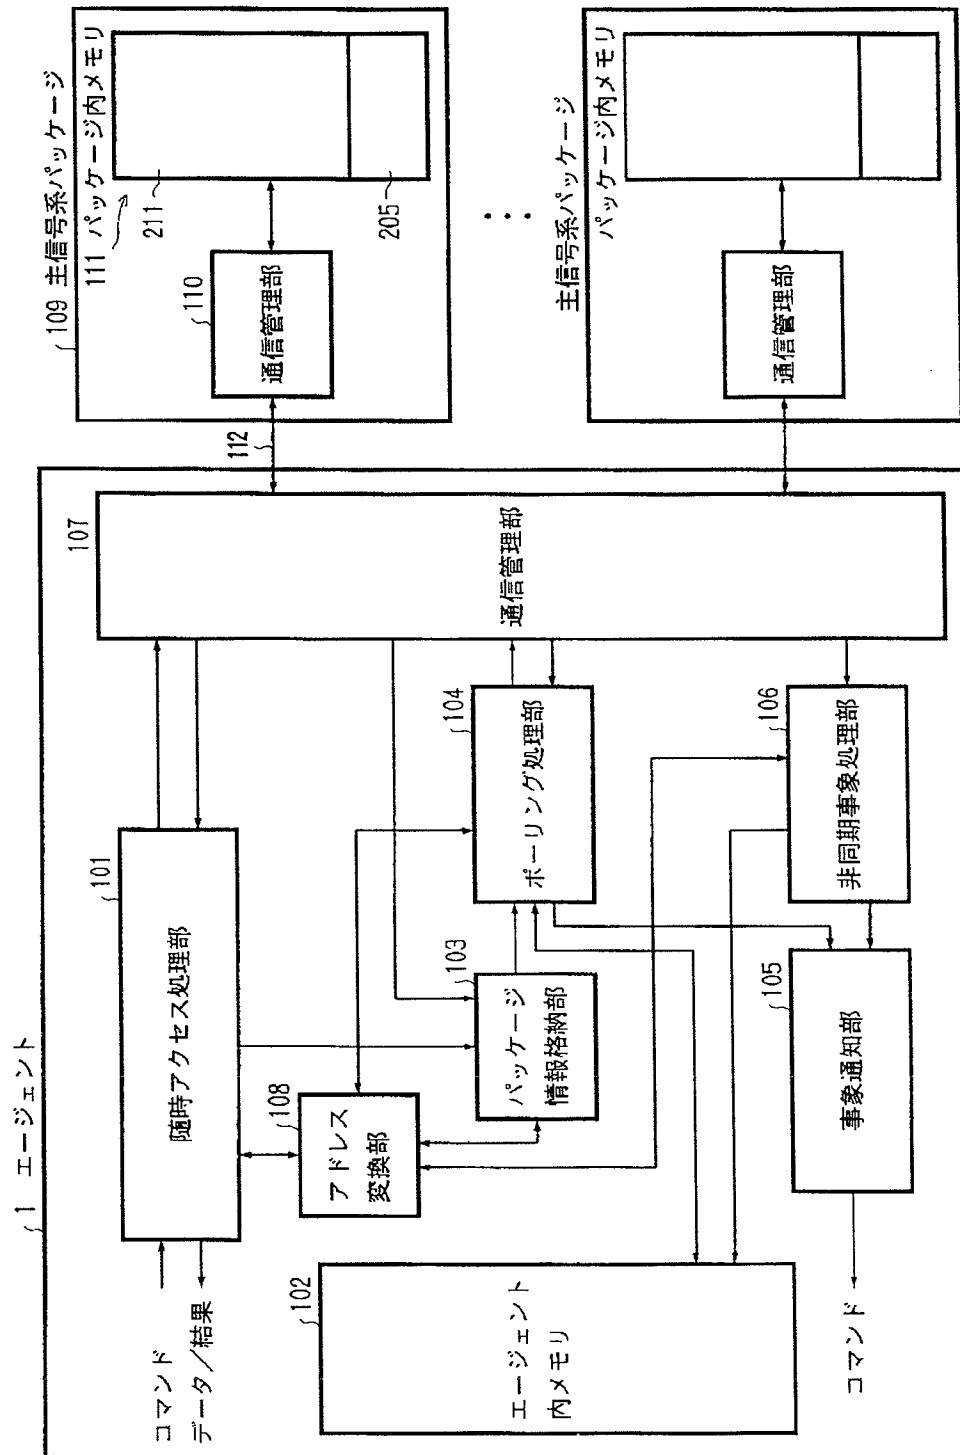 1 エージェント
コマンド
データ/結果
101
随時アクセス処理部
102
エージェント
内メモリ
108
アドレス
変換部
103
パッケージ
情報格納部
104
ポーリング処理部
105
事象通知部
コマンド
106
非同期事象処理部
107
通信管理部
112
109 主信号系パッケージ
111 パッケージ内メモリ
211
205
110
通信管理部
主信号系パッケージ
パッケージ内メモリ
通信管理部